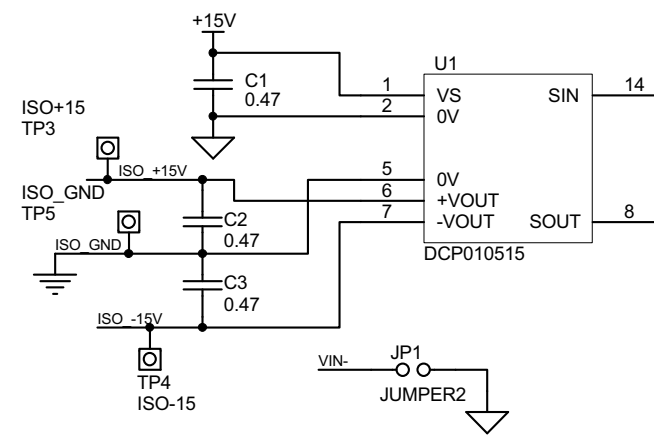 +15V
U1
C1
0.47
1
VS
SIN
14
2
0V
ISO+15
TP3
ISO_+15V
5
0V
ISO_GND
TP5
6
+VOUT
7
-VOUT
SOUT
8
C2
0.47
ISO_GND
DCP010515
C3
0.47
ISO_-15V
TP4
ISO-15
VIN-
JP1
JUMPER2